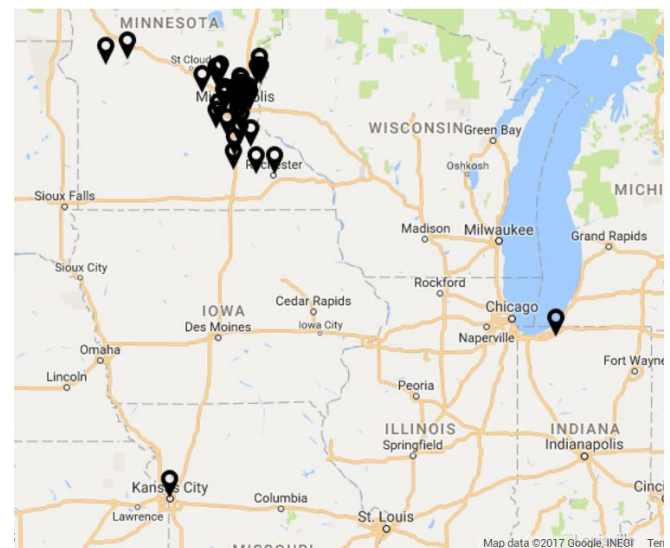 MINNESOTA
St Cloud
WISCONSIN
Green Bay
Oshkosh
MICHI
Sioux Falls
Madison
Milwaukee
Grand Rapids
Sioux City
Rockford
Cedar Rapids
IOWA
Chicago
Des Moines
Iowa City
Naperville
Omaha
Fort Wayne
Lincoln
Peoria
ILLINOIS
INDIANA
Springfield
Indianapolis
Kansas City
Columbia
Cinci
Lawrence
St. Louis
Map data ©2017 Google, INEGI
Ter